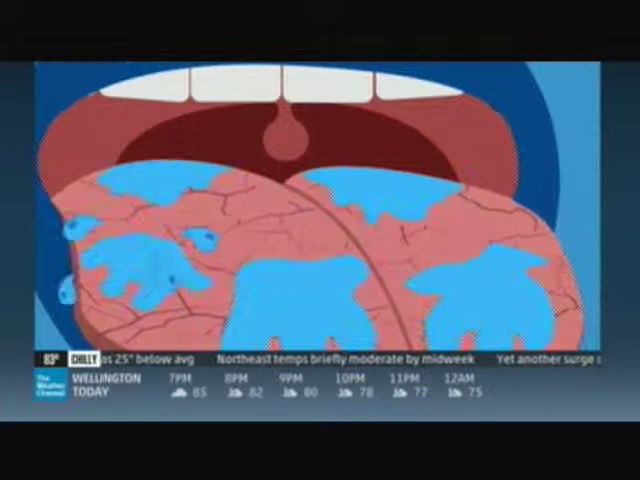 83° CHILLY ps 25° below avg Northeast temps briefly moderate by midweek Yet another surge
The Weather Channel
WELLINGTON 7PM 8PM 9PM 10PM 11PM 12AM
TODAY 85 82 80 78 77 75